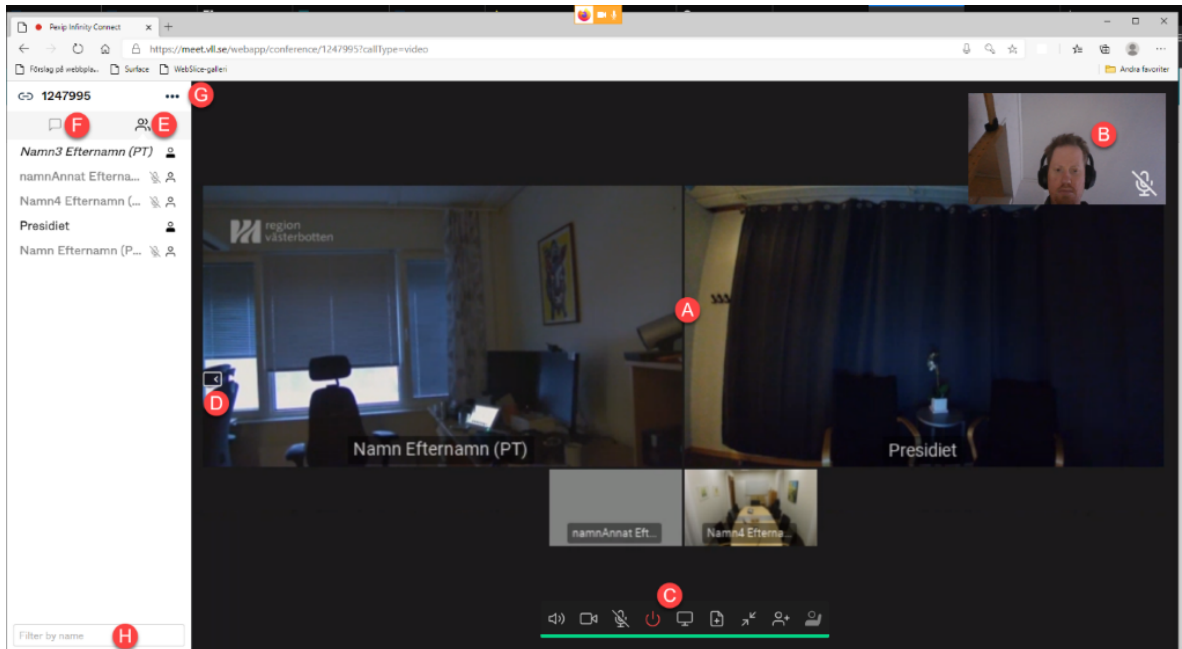 Pexip Infinity Connect
https://meet.vll.se/webapp/conference/1247995?callType=video
Förslag på webbpla... Surface WebSlice-galleri Andra favoriter
1247995 G
F E
Namn3 Efternamn (PT)
namnAnnat Efterna...
Namn4 Efternamn (...
Presidiet
Namn Efternamn (P...
B
region
västerbotten
A
D
Namn Efternamn (PT)
Presidiet
namnAnnat Eft...
Namn4 Efterna...
C
Filter by name H